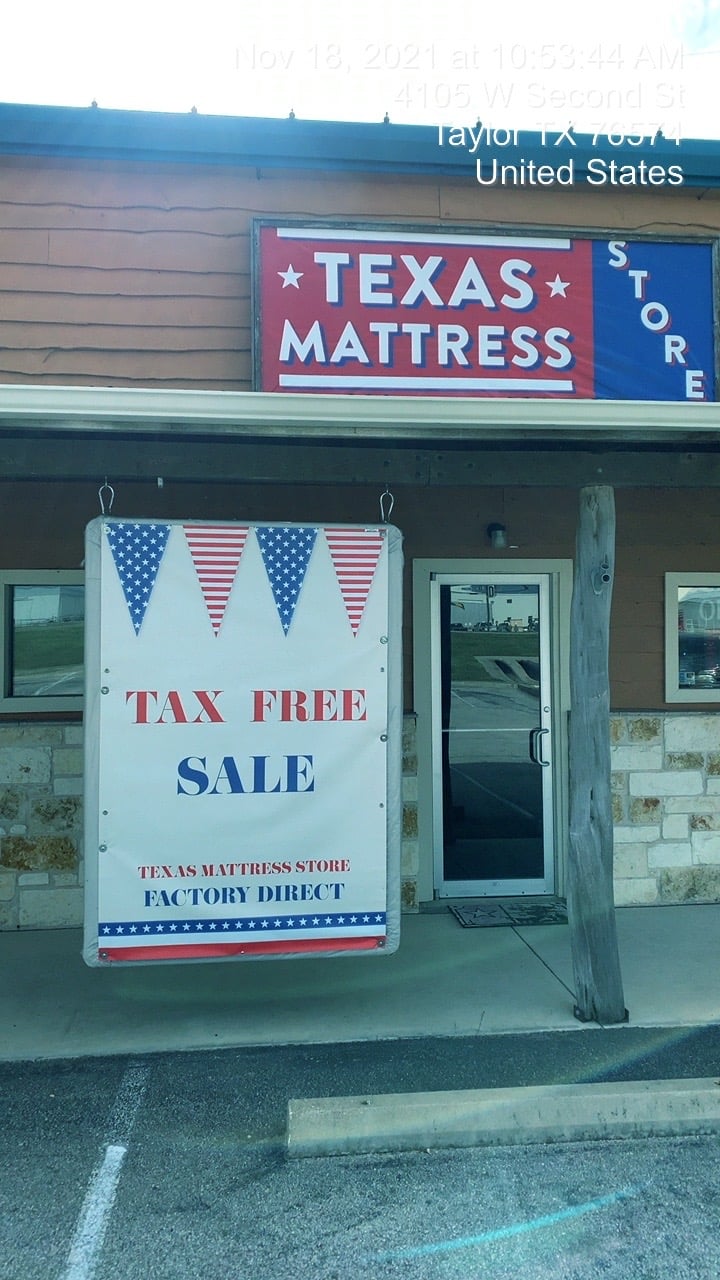 Nov 18, 2021 at 10:53:44 AM
4105 W Second St
Taylor TX 76574
United States
TEXAS
MATTRESS
STORE
TAX FREE
SALE
TEXAS MATTRESS STORE
FACTORY DIRECT